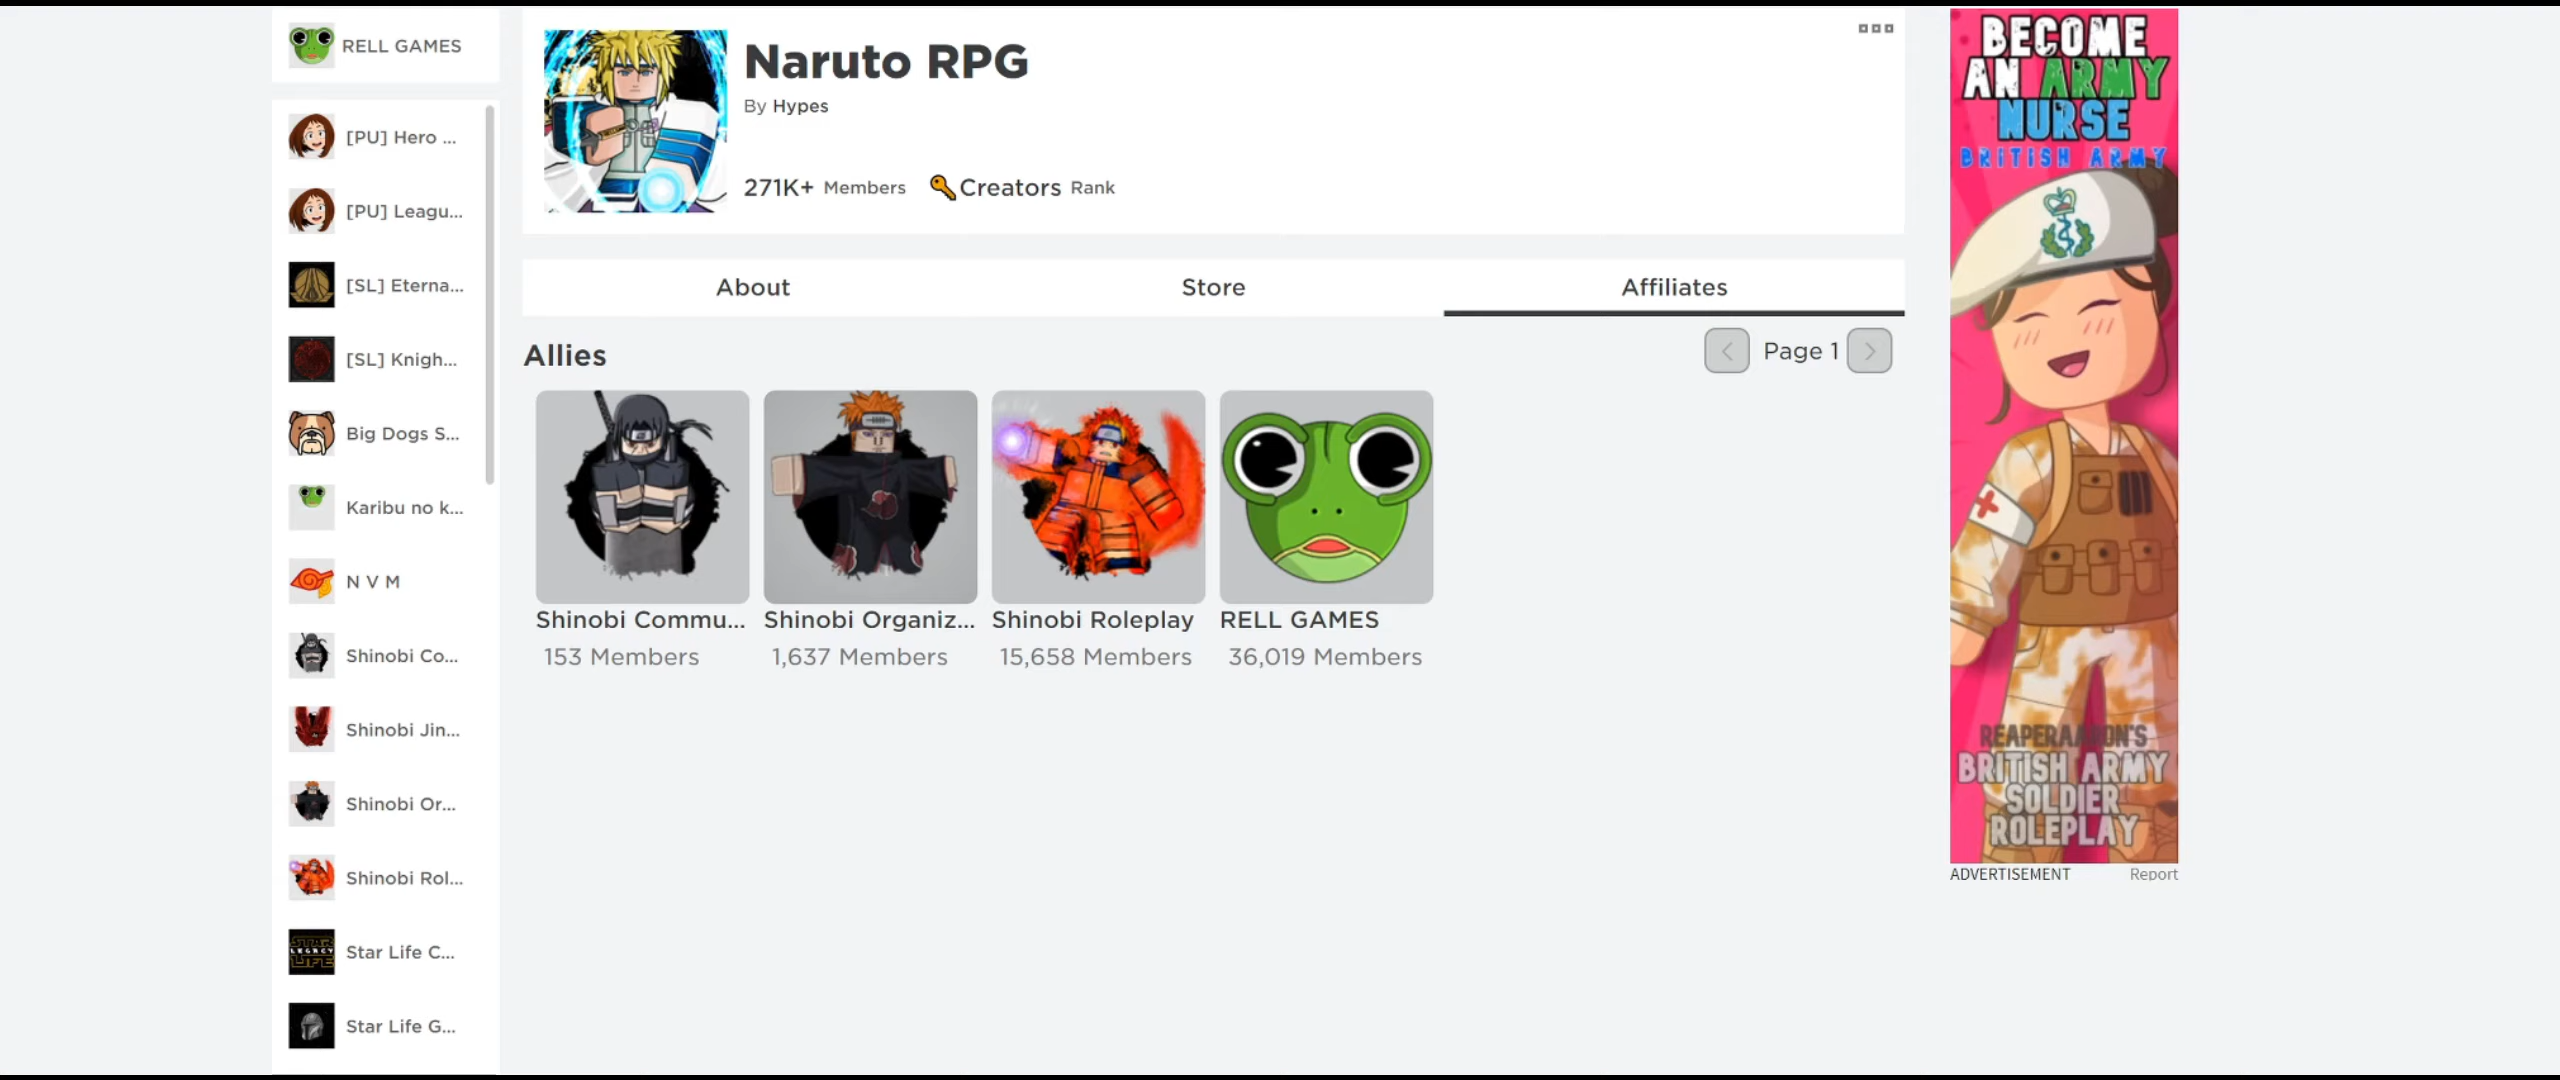 RELL GAMES
[PU] Hero ...
[PU] Leagu...
[SL] Eterna...
[SL] Knigh...
Big Dogs S...
Karibu no k...
N V M
Shinobi Co...
Shinobi Jin...
Shinobi Or...
Shinobi Rol...
Star Life C...
Star Life G...
Naruto RPG
By Hypes
271K+ Members Creators Rank
About Store Affiliates
Allies
Page 1
Shinobi Commu...
153 Members
Shinobi Organiz...
1,637 Members
Shinobi Roleplay
15,658 Members
RELL GAMES
36,019 Members
BECOME
AN ARMY
NURSE
BRITISH ARMY
BRITISH ARMY
SOLDIER
ROLEPLAY
ADVERTISEMENT Report
STAR
LEGACY
LIFE